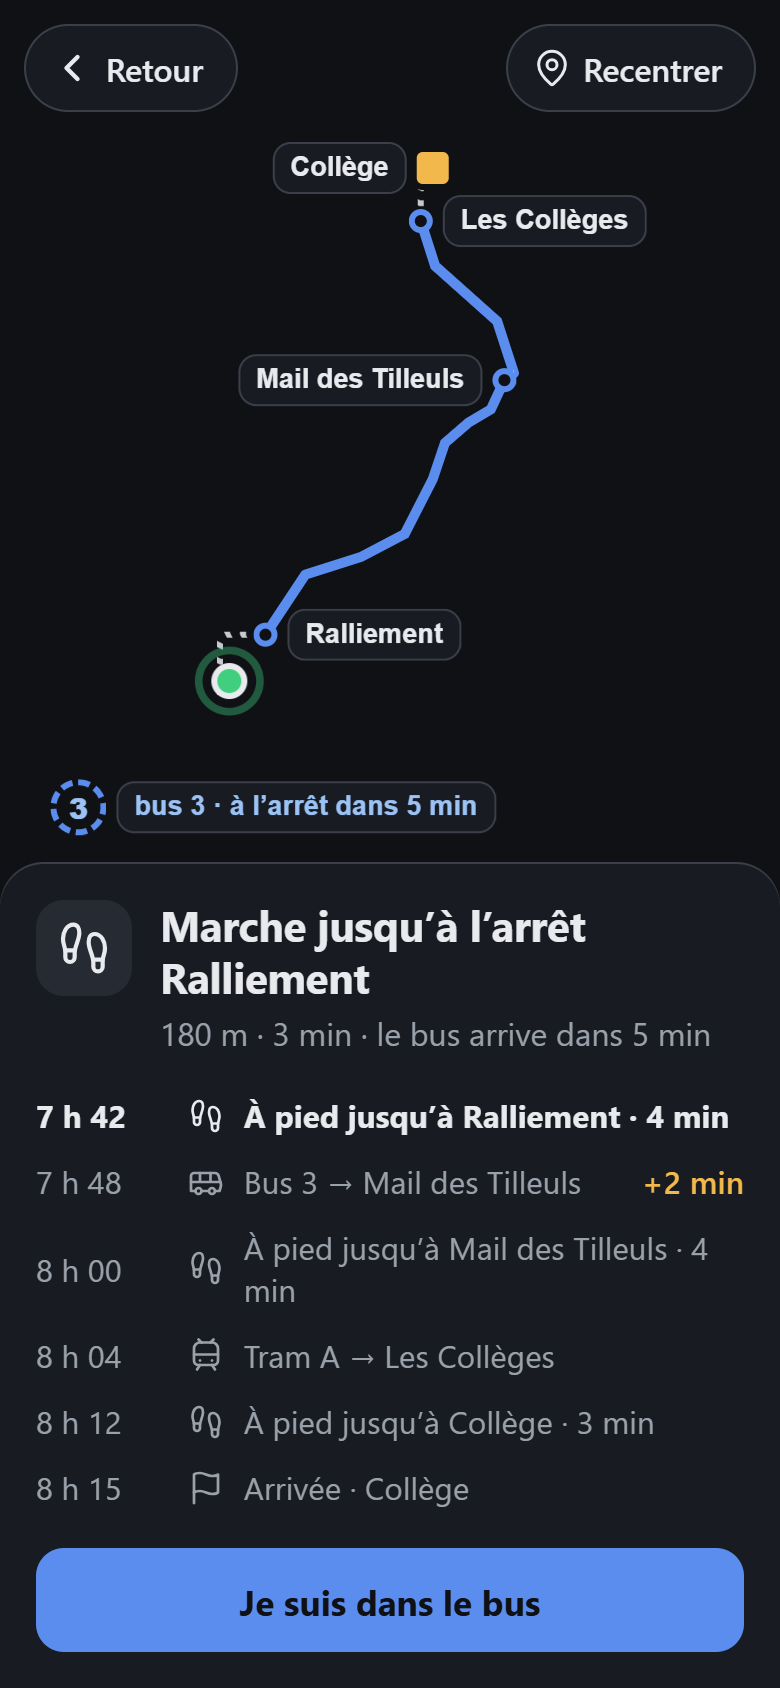 Retour
Recentrer
Collège
Les Collèges
Mail des Tilleuls
Ralliement
3
bus 3 · à l’arrêt dans 5 min
Marche jusqu’à l’arrêt
Ralliement
180 m · 3 min · le bus arrive dans 5 min
7 h 42 À pied jusqu’à Ralliement · 4 min
7 h 48 Bus 3 → Mail des Tilleuls +2 min
8 h 00 À pied jusqu’à Mail des Tilleuls · 4
min
8 h 04 Tram A → Les Collèges
8 h 12 À pied jusqu’à Collège · 3 min
8 h 15 Arrivée · Collège
Je suis dans le bus